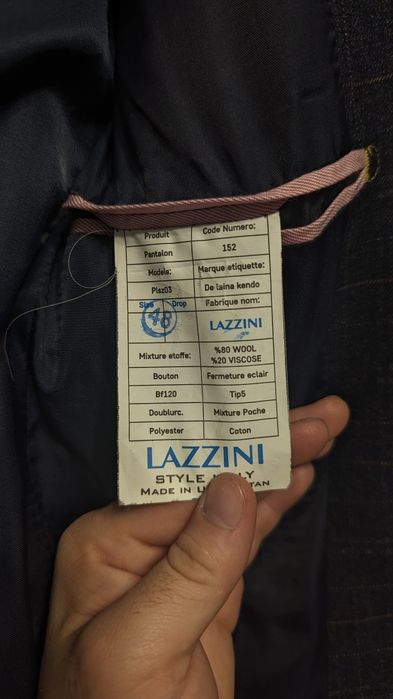 Produit Code Numero:
Pantalon 152
Modele: Marque etiquette:
Plsz03 De laina kendo
Size Drop Fabrique nom:
48 LAZZINI
Mixture etoffe: %80 WOOL
%20 VISCOSE
Bouton Fermeture eclair
Bf120 Tip5
Doublurc. Mixture Poche
Polyester Coton
LAZZINI
STYLE
MADE IN